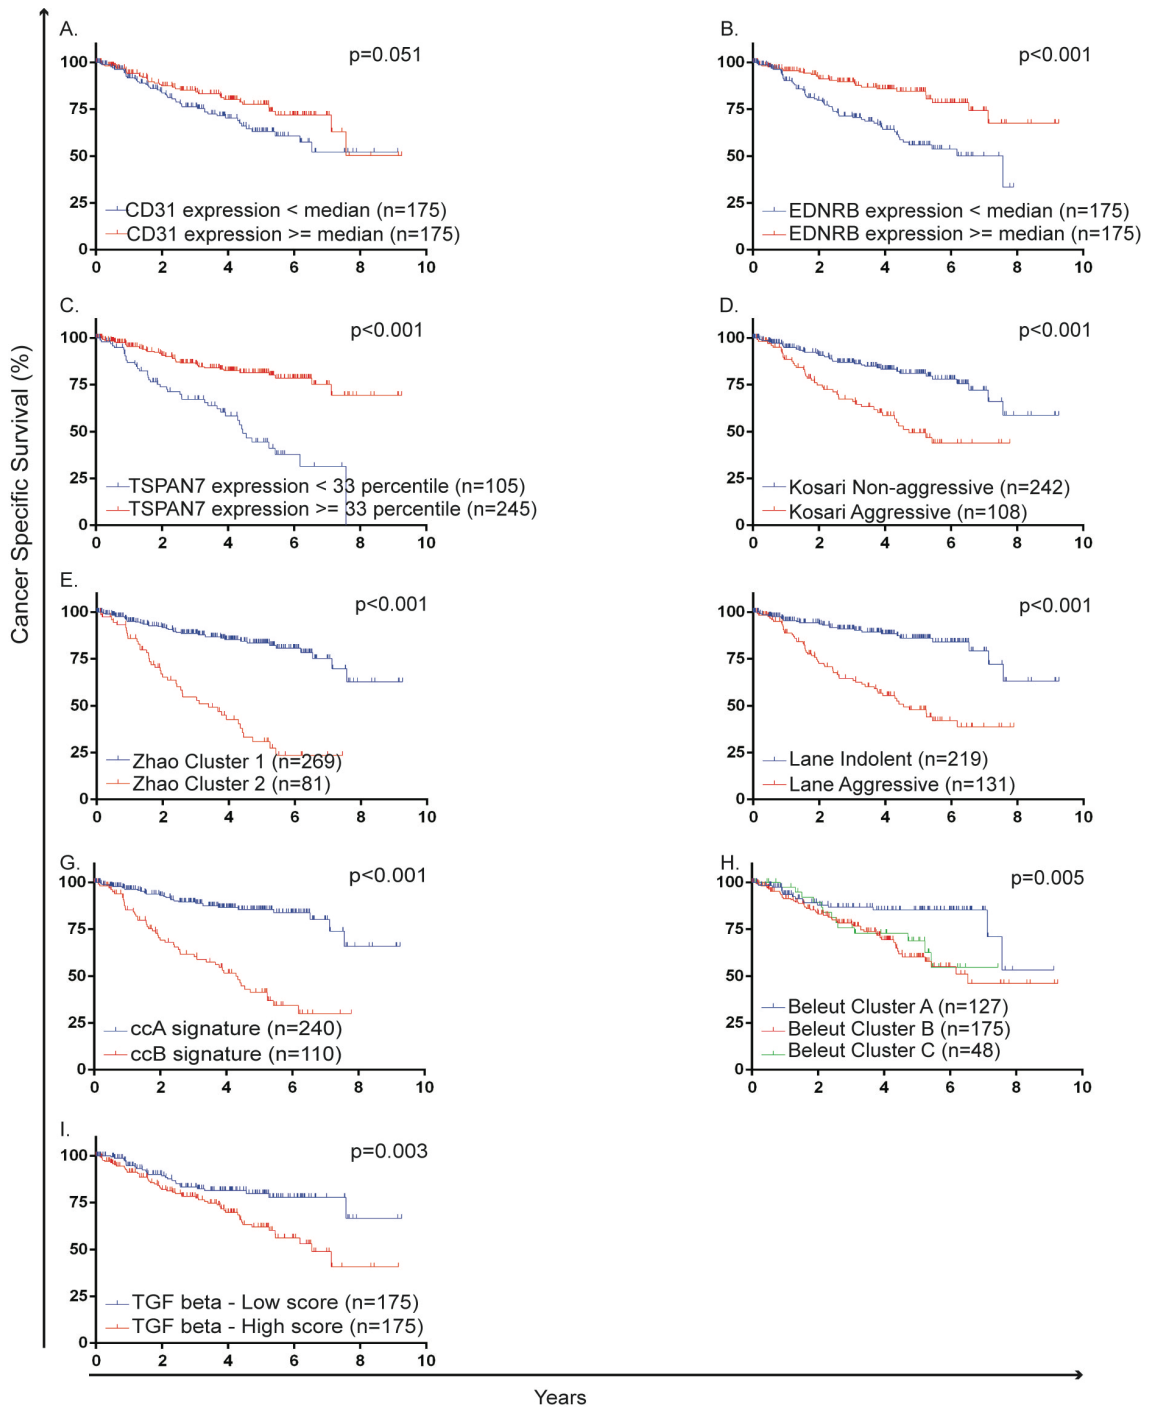 A.
p=0.051
100
75
50
25
0
CD31 expression < median (n=175)
CD31 expression >= median (n=175)
0 2 4 6 8 10
B.
p<0.001
100
75
50
25
0
EDNRB expression < median (n=175)
EDNRB expression >= median (n=175)
0 2 4 6 8 10
C.
p<0.001
100
75
50
25
0
TSPAN7 expression < 33 percentile (n=105)
TSPAN7 expression >= 33 percentile (n=245)
0 2 4 6 8 10
D.
p<0.001
100
75
50
25
0
Kosari Non-aggressive (n=242)
Kosari Aggressive (n=108)
0 2 4 6 8 10
Cancer Specific Survival (%)
E.
p<0.001
100
75
50
25
0
Zhao Cluster 1 (n=269)
Zhao Cluster 2 (n=81)
0 2 4 6 8 10
p<0.001
100
75
50
25
0
Lane Indolent (n=219)
Lane Aggressive (n=131)
0 2 4 6 8 10
G.
p<0.001
100
75
50
25
0
ccA signature (n=240)
ccB signature (n=110)
0 2 4 6 8 10
H.
p=0.005
100
75
50
25
0
Beleut Cluster A (n=127)
Beleut Cluster B (n=175)
Beleut Cluster C (n=48)
0 2 4 6 8 10
I.
p=0.003
100
75
50
25
0
TGF beta - Low score (n=175)
TGF beta - High score (n=175)
0 2 4 6 8 10
Years